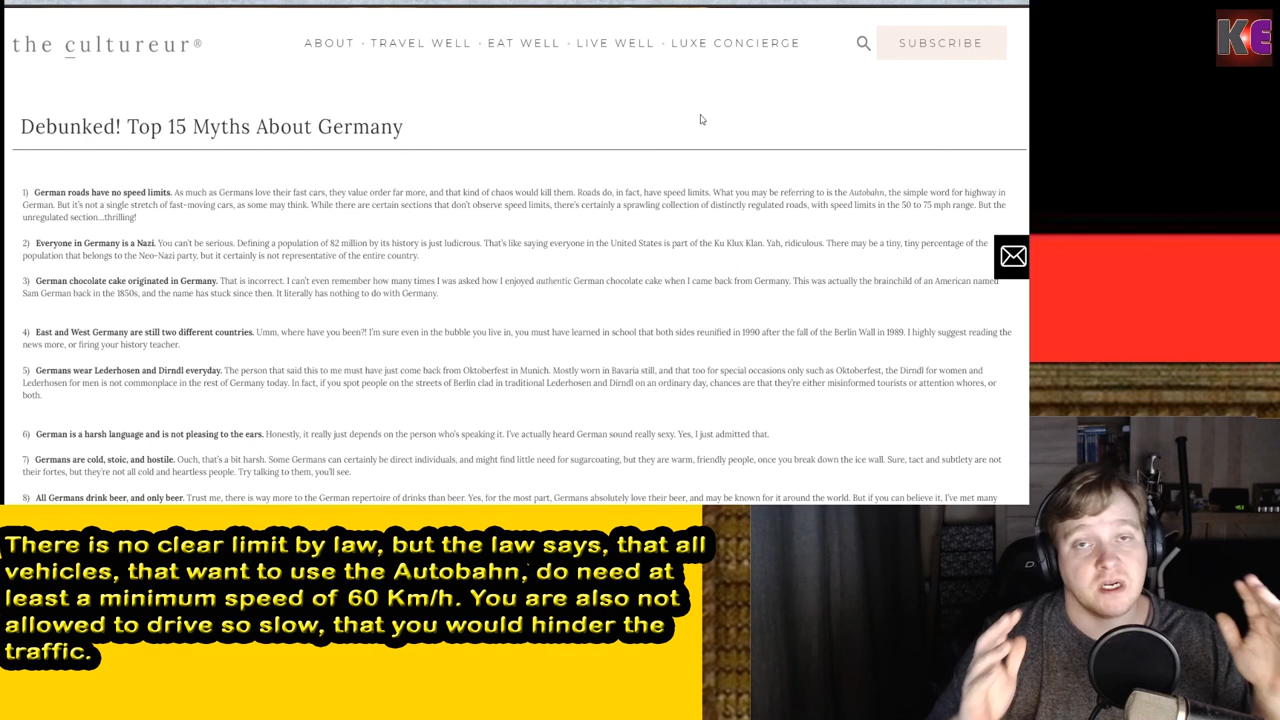 the cultureur®
ABOUT · TRAVEL WELL · EAT WELL · LIVE WELL · LUXE CONCIERGE
SUBSCRIBE
KE
Debunked! Top 15 Myths About Germany
1) German roads have no speed limits. As much as Germans love their fast cars, they value order far more, and that kind of chaos would kill them. Roads do, in fact, have speed limits. What you may be referring to is the Autobahn, the simple word for highway in
German. But it's not a single stretch of fast-moving cars, as some may think. While there are certain sections that don't observe speed limits, there's certainly a sprawling collection of distinctly regulated roads, with speed limits in the 50 to 75 mph range. But the
unregulated section…thrilling!
2) Everyone in Germany is a Nazi. You can't be serious. Defining a population of 82 million by its history is just ludicrous. That's like saying everyone in the United States is part of the Ku Klux Klan. Yah, ridiculous. There may be a tiny, tiny percentage of the
population that belongs to the Neo-Nazi party, but it certainly is not representative of the entire country.
3) German chocolate cake originated in Germany. That is incorrect. I can't even remember how many times I was asked how I enjoyed authentic German chocolate cake when I came back from Germany. This was actually the brainchild of an American named
Sam German back in the 1850s, and the name has stuck since then. It literally has nothing to do with Germany.
4) East and West Germany are still two different countries. Umm, where have you been?! I'm sure even in the bubble you live in, you must have learned in school that both sides reunified in 1990 after the fall of the Berlin Wall in 1989. I highly suggest reading the
news more, or firing your history teacher.
5) Germans wear Lederhosen and Dirndl everyday. The person that said this to me must have just come back from Oktoberfest in Munich. Mostly worn in Bavaria still, and that too for special occasions only such as Oktoberfest, the Dirndl for women and
Lederhosen for men is not commonplace in the rest of Germany today. In fact, if you spot people on the streets of Berlin clad in traditional Lederhosen and Dirndl on an ordinary day, chances are that they're either misinformed tourists or attention whores, or
both.
6) German is a harsh language and is not pleasing to the ears. Honestly, it really just depends on the person who's speaking it. I've actually heard German sound really sexy. Yes, I just admitted that.
7) Germans are cold, stoic, and hostile. Ouch, that's a bit harsh. Some Germans can certainly be direct individuals, and might find little need for sugarcoating, but they are warm, friendly people, once you break down the ice wall. Sure, tact and subtlety are not
their fortes, but they're not all cold and heartless people. Try talking to them, you'll see.
8) All Germans drink beer, and only beer. Trust me, there is way more to the German repertoire of drinks than beer. Yes, for the most part, Germans absolutely love their beer, and may be known for it around the world. But if you can believe it, I've met many
There is no clear limit by law, but the law says, that all
vehicles, that want to use the Autobahn, do need at
least a minimum speed of 60 Km/h. You are also not
allowed to drive so slow, that you would hinder the
traffic.